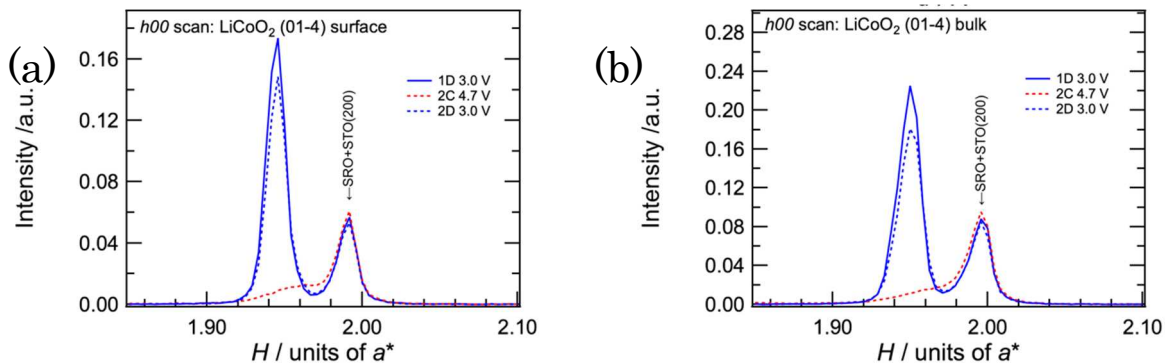 (a)
h00 scan: LiCoO₂ (01-4) surface
1D 3.0 V
2C 4.7 V
2D 3.0 V
←SRO+STO(200)
Intensity /a.u.
0.16
0.12
0.08
0.04
0.00
1.90
2.00
2.10
H / units of a*
(b)
h00 scan: LiCoO₂ (01-4) bulk
1D 3.0 V
2C 4.7 V
2D 3.0 V
←SRO+STO(200)
Intensity /a.u.
0.28
0.24
0.20
0.16
0.12
0.08
0.04
0.00
1.90
2.00
2.10
H / units of a*